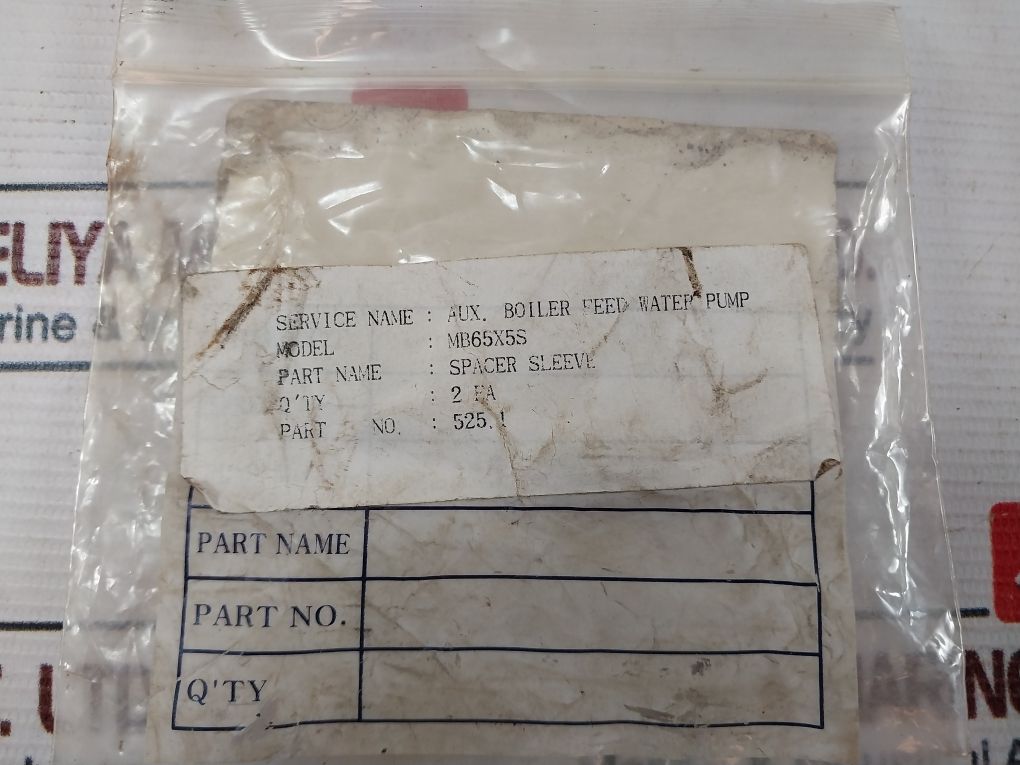 SERVICE NAME : AUX. BOILER FEED WATER PUMP
MODEL : MB65X5S
PART NAME : SPACER SLEEVE
Q'TY : 2 EA
PART NO. : 525.1
PART NAME
PART NO.
Q'TY